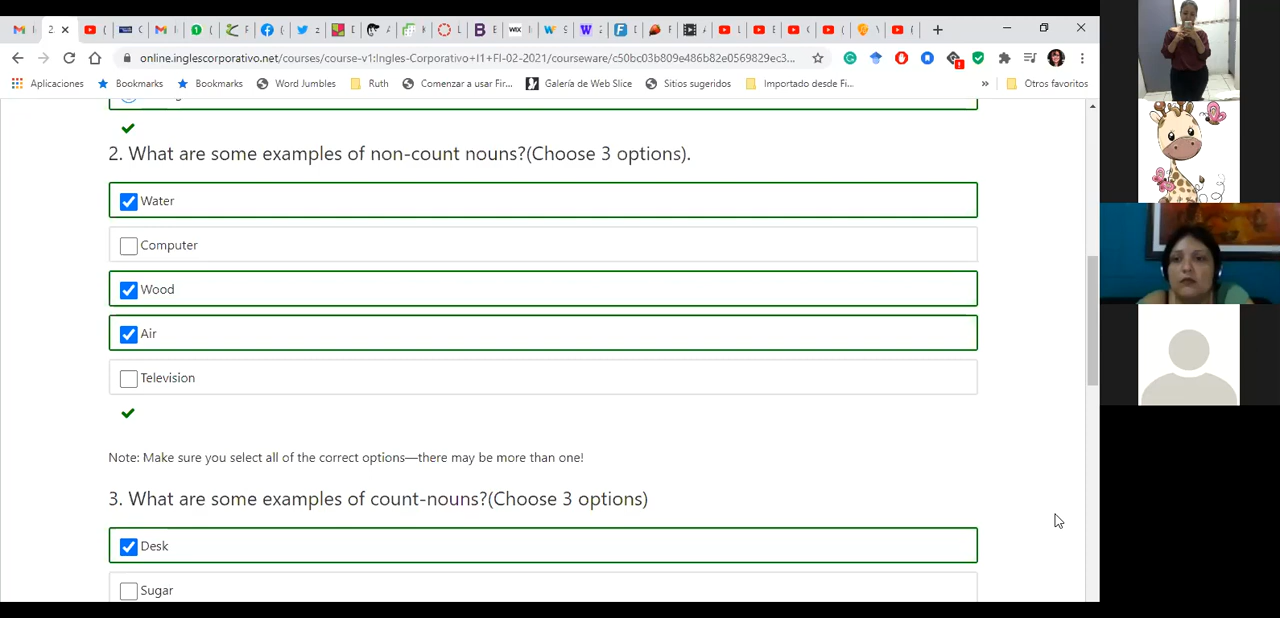 online.inglescorporativo.net/courses/course-v1:Ingles-Corporativo+I1+FI-02-2021/courseware/c50bc03b809e486b82e0569829ec3...
Aplicaciones Bookmarks Bookmarks Word Jumbles Ruth Comenzar a usar Fir... Galería de Web Slice Sitios sugeridos Importado desde Fi... » Otros favoritos
2. What are some examples of non-count nouns?(Choose 3 options).
Water
Computer
Wood
Air
Television
Note: Make sure you select all of the correct options—there may be more than one!
3. What are some examples of count-nouns?(Choose 3 options)
Desk
Sugar